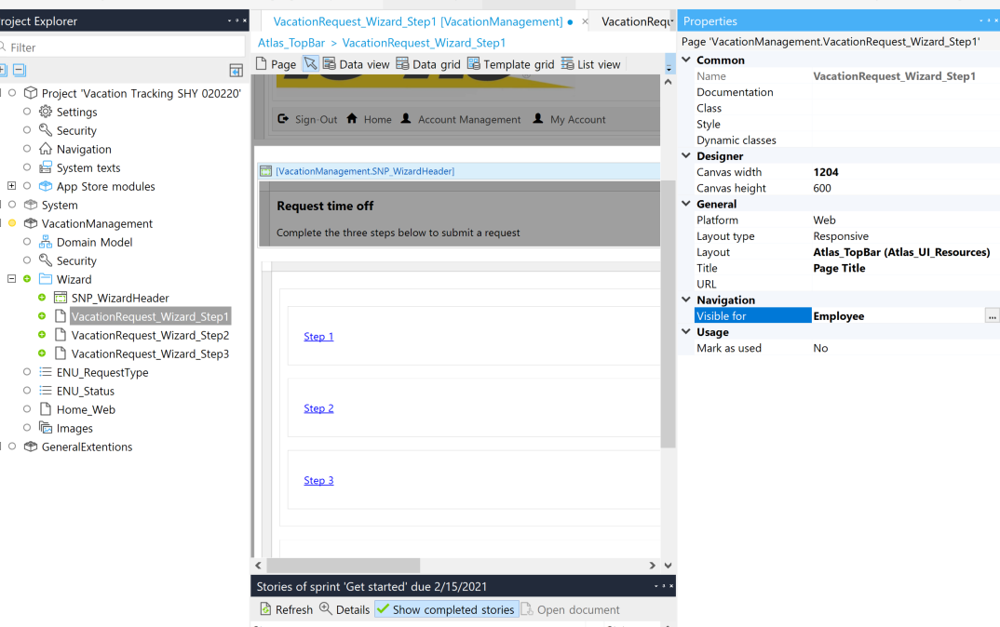 roject Explorer
Filter
Project 'Vacation Tracking SHY 020220'
Settings
Security
Navigation
System texts
App Store modules
System
VacationManagement
Domain Model
Security
Wizard
SNP_WizardHeader
VacationRequest_Wizard_Step1
VacationRequest_Wizard_Step2
VacationRequest_Wizard_Step3
ENU_RequestType
ENU_Status
Home_Web
Images
GeneralExtentions
VacationRequest_Wizard_Step1 [VacationManagement]
VacationRequ
Atlas_TopBar > VacationRequest_Wizard_Step1
Page Data view Data grid Template grid List view
Sign-Out Home Account Management My Account
[VacationManagement.SNP_WizardHeader]
Request time off
Complete the three steps below to submit a request
Step 1
Step 2
Step 3
Stories of sprint 'Get started' due 2/15/2021
Refresh Details Show completed stories Open document
Properties
Page 'VacationManagement.VacationRequest_Wizard_Step1'
Common
Name VacationRequest_Wizard_Step1
Documentation
Class
Style
Dynamic classes
Designer
Canvas width 1204
Canvas height 600
General
Platform Web
Layout type Responsive
Layout Atlas_TopBar (Atlas_UI_Resources)
Title Page Title
URL
Navigation
Visible for Employee ...
Usage
Mark as used No